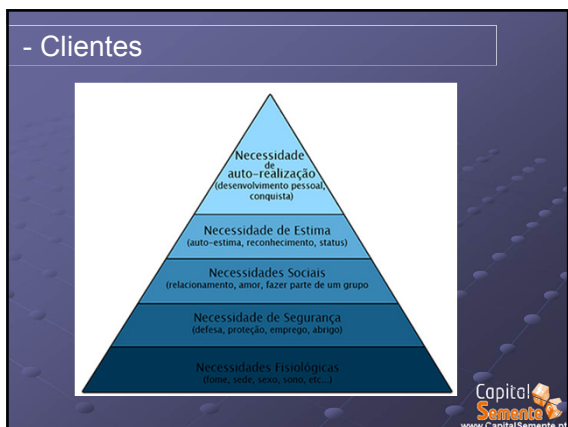 - Clientes
Necessidade
de
auto-realização
(desenvolvimento pessoal,
conquista)
Necessidade de Estima
(auto-estima, reconhecimento, status)
Necessidades Sociais
(relacionamento, amor, fazer parte de um grupo
Necessidade de Segurança
(defesa, proteção, emprego, abrigo)
Necessidades Fisiológicas
(fome, sede, sexo, sono, etc...)
Capital
Semente
www.CapitalSemente.pt